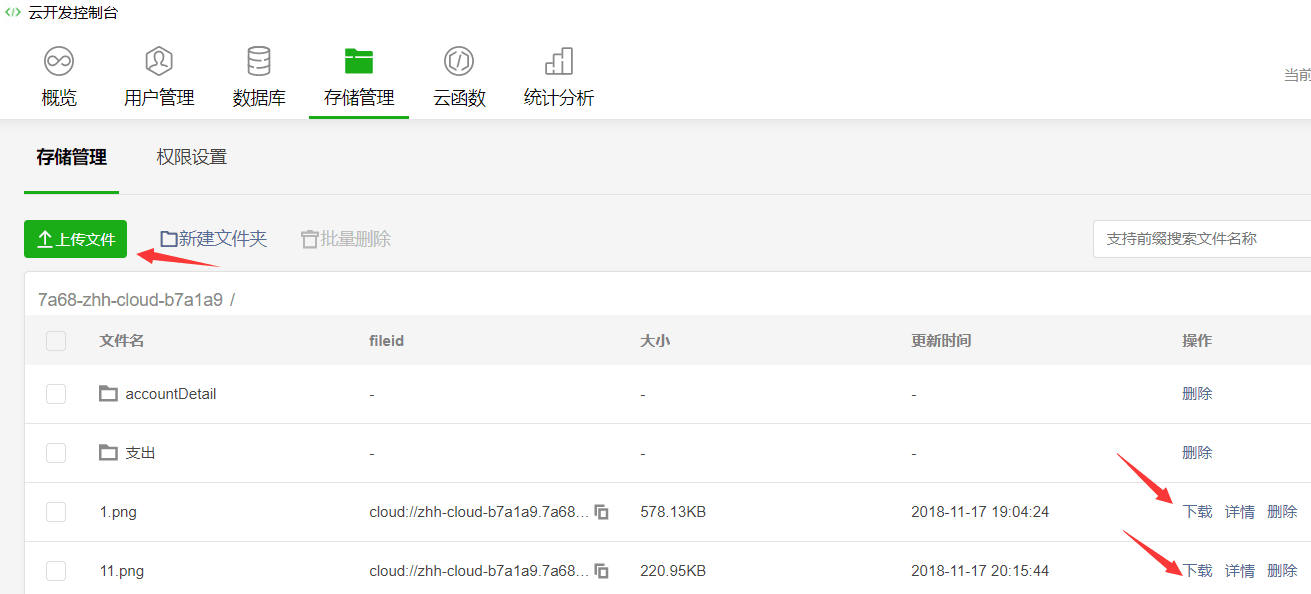 云开发控制台
概览 用户管理 数据库 存储管理 云函数 统计分析 当前
存储管理 权限设置
上传文件 新建文件夹 批量删除 支持前缀搜索文件名称
7a68-zhh-cloud-b7a1a9 /
文件名 fileid 大小 更新时间 操作
accountDetail - - - 删除
支出 - - - 删除
1.png cloud://zhh-cloud-b7a1a9.7a68... 578.13KB 2018-11-17 19:04:24 下载 详情 删除
11.png cloud://zhh-cloud-b7a1a9.7a68... 220.95KB 2018-11-17 20:15:44 下载 详情 删除